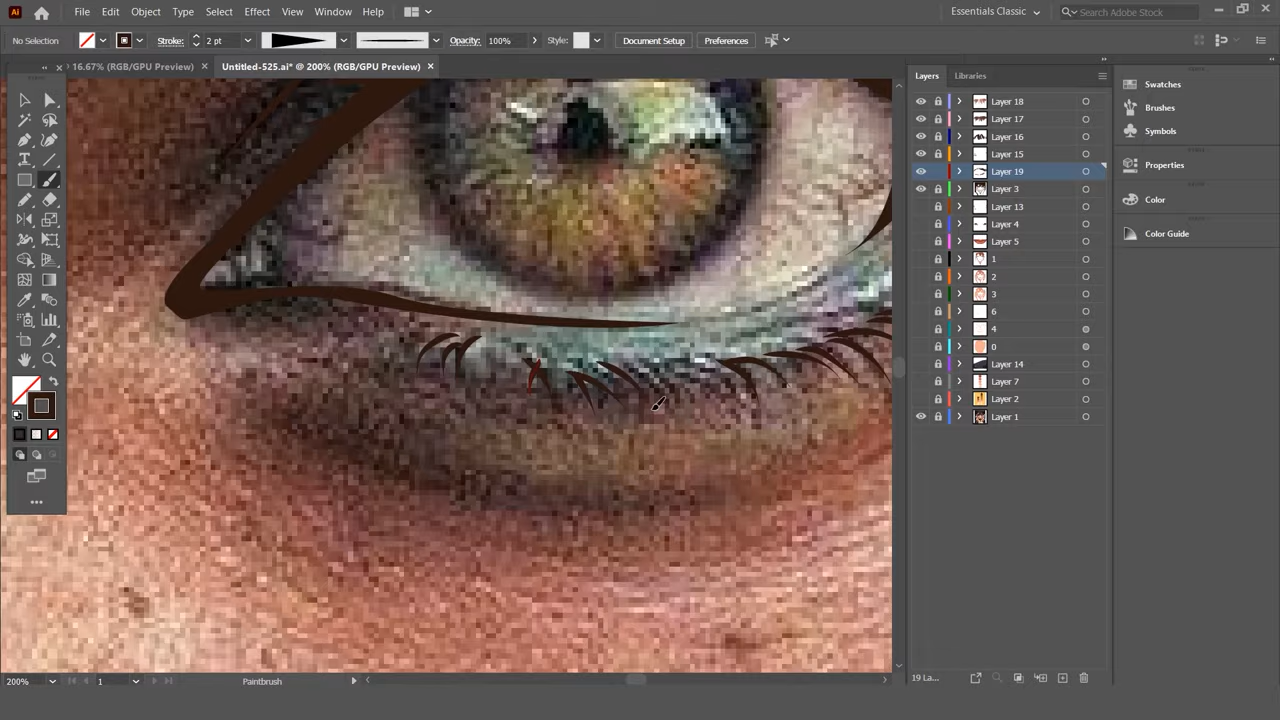 Ai File Edit Object Type Select Effect View Window Help Essentials Classic Search Adobe Stock
No Selection Stroke: 2 pt Opacity: 100% Style: Document Setup Preferences
16.67% (RGB/GPU Preview) × Untitled-525.ai* @ 200% (RGB/GPU Preview) ×
Layers Libraries
Layer 18
Layer 17
Layer 16
Layer 15
Layer 19
Layer 3
Layer 13
Layer 4
Layer 5
1
2
3
6
4
0
Layer 14
Layer 7
Layer 2
Layer 1
Swatches
Brushes
Symbols
Properties
Color
Color Guide
200% 1 Paintbrush 19 La...